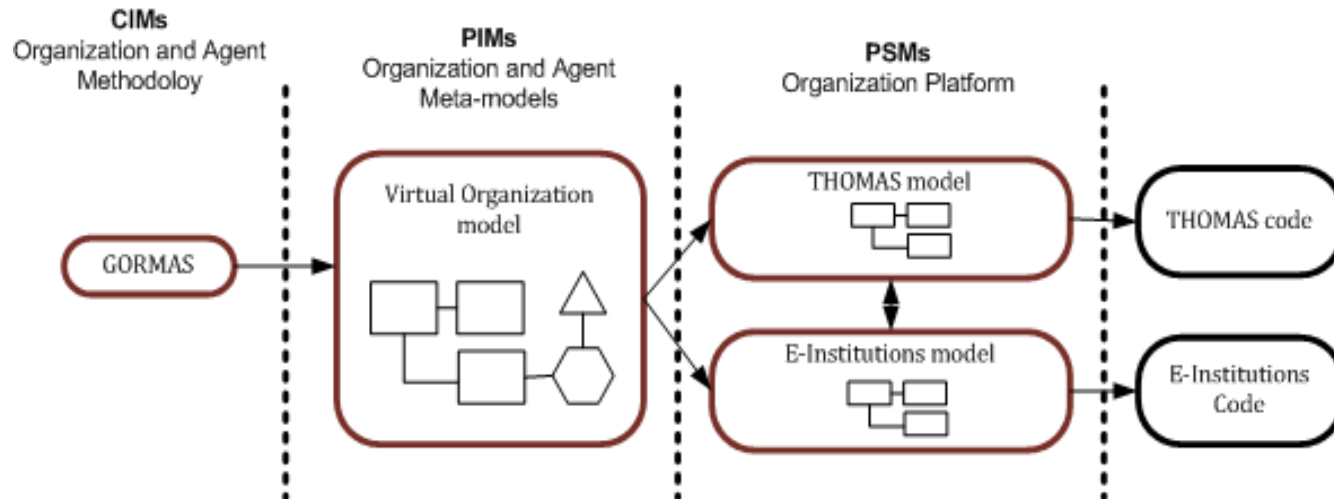 CIMs
Organization and Agent
Methodoloy
PIMs
Organization and Agent
Meta-models
PSMs
Organization Platform
GORMAS
Virtual Organization
model
THOMAS model
E-Institutions model
THOMAS code
E-Institutions
Code